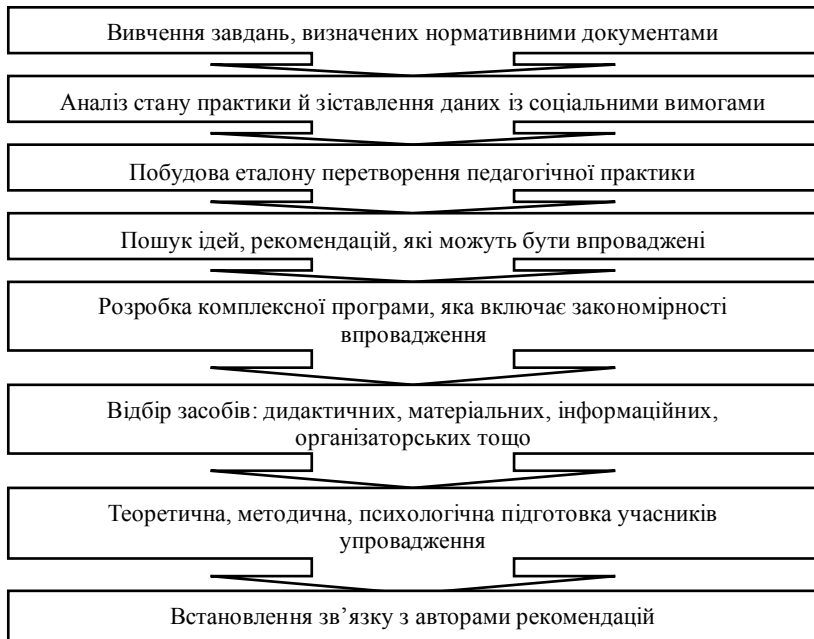 Вивчення завдань, визначених нормативними документами
Аналіз стану практики й зіставлення даних із соціальними вимогами
Побудова еталону перетворення педагогічної практики
Пошук ідей, рекомендацій, які можуть бути впроваджені
Розробка комплексної програми, яка включає закономірності
впровадження
Відбір засобів: дидактичних, матеріальних, інформаційних,
організаторських тощо
Теоретична, методична, психологічна підготовка учасників
упровадження
Встановлення зв’язку з авторами рекомендацій